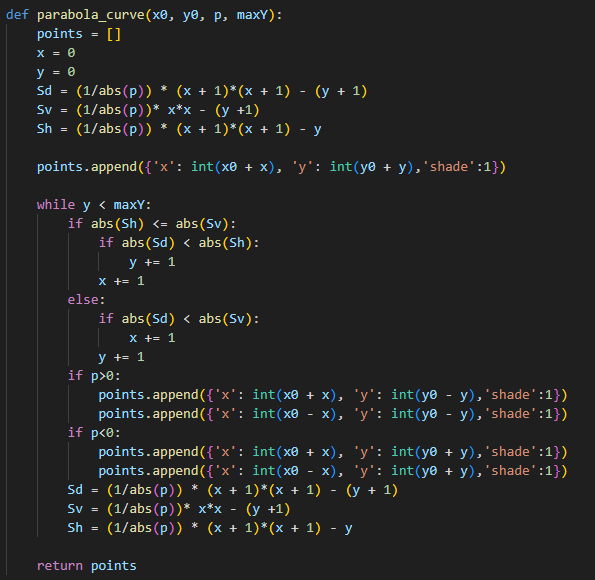 def parabola_curve(x0, y0, p, maxY):
    points = []
    x = 0
    y = 0
    Sd = (1/abs(p)) * (x + 1)*(x + 1) - (y + 1)
    Sv = (1/abs(p))* x*x - (y +1)
    Sh = (1/abs(p)) * (x + 1)*(x + 1) - y

    points.append({'x': int(x0 + x), 'y': int(y0 + y),'shade':1})

    while y < maxY:
        if abs(Sh) <= abs(Sv):
            if abs(Sd) < abs(Sh):
                y += 1
            x += 1
        else:
            if abs(Sd) < abs(Sv):
                x += 1
            y += 1
        if p>0:
            points.append({'x': int(x0 + x), 'y': int(y0 - y),'shade':1})
            points.append({'x': int(x0 - x), 'y': int(y0 - y),'shade':1})
        if p<0:
            points.append({'x': int(x0 + x), 'y': int(y0 + y),'shade':1})
            points.append({'x': int(x0 - x), 'y': int(y0 + y),'shade':1})
        Sd = (1/abs(p)) * (x + 1)*(x + 1) - (y + 1)
        Sv = (1/abs(p))* x*x - (y +1)
        Sh = (1/abs(p)) * (x + 1)*(x + 1) - y

    return points